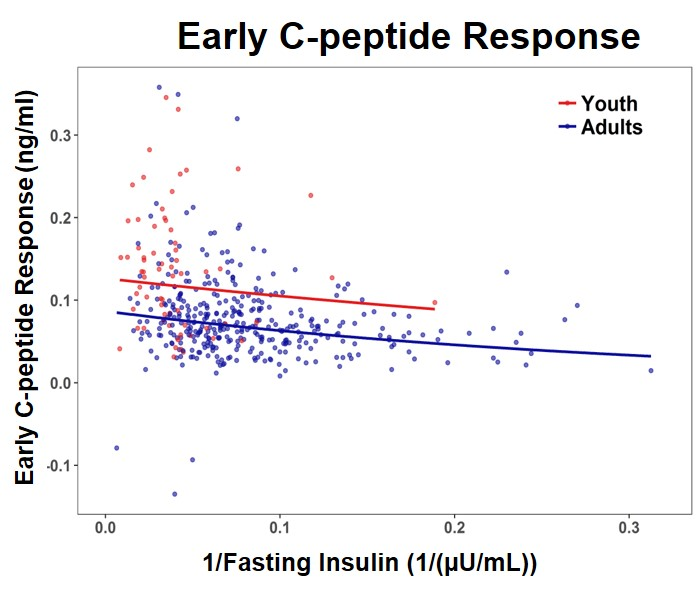 Early C-peptide Response
Early C-peptide Response (ng/ml)
Youth
Adults
0.3
0.2
0.1
0.0
-0.1
0.0
0.1
0.2
0.3
1/Fasting Insulin (1/(µU/mL))